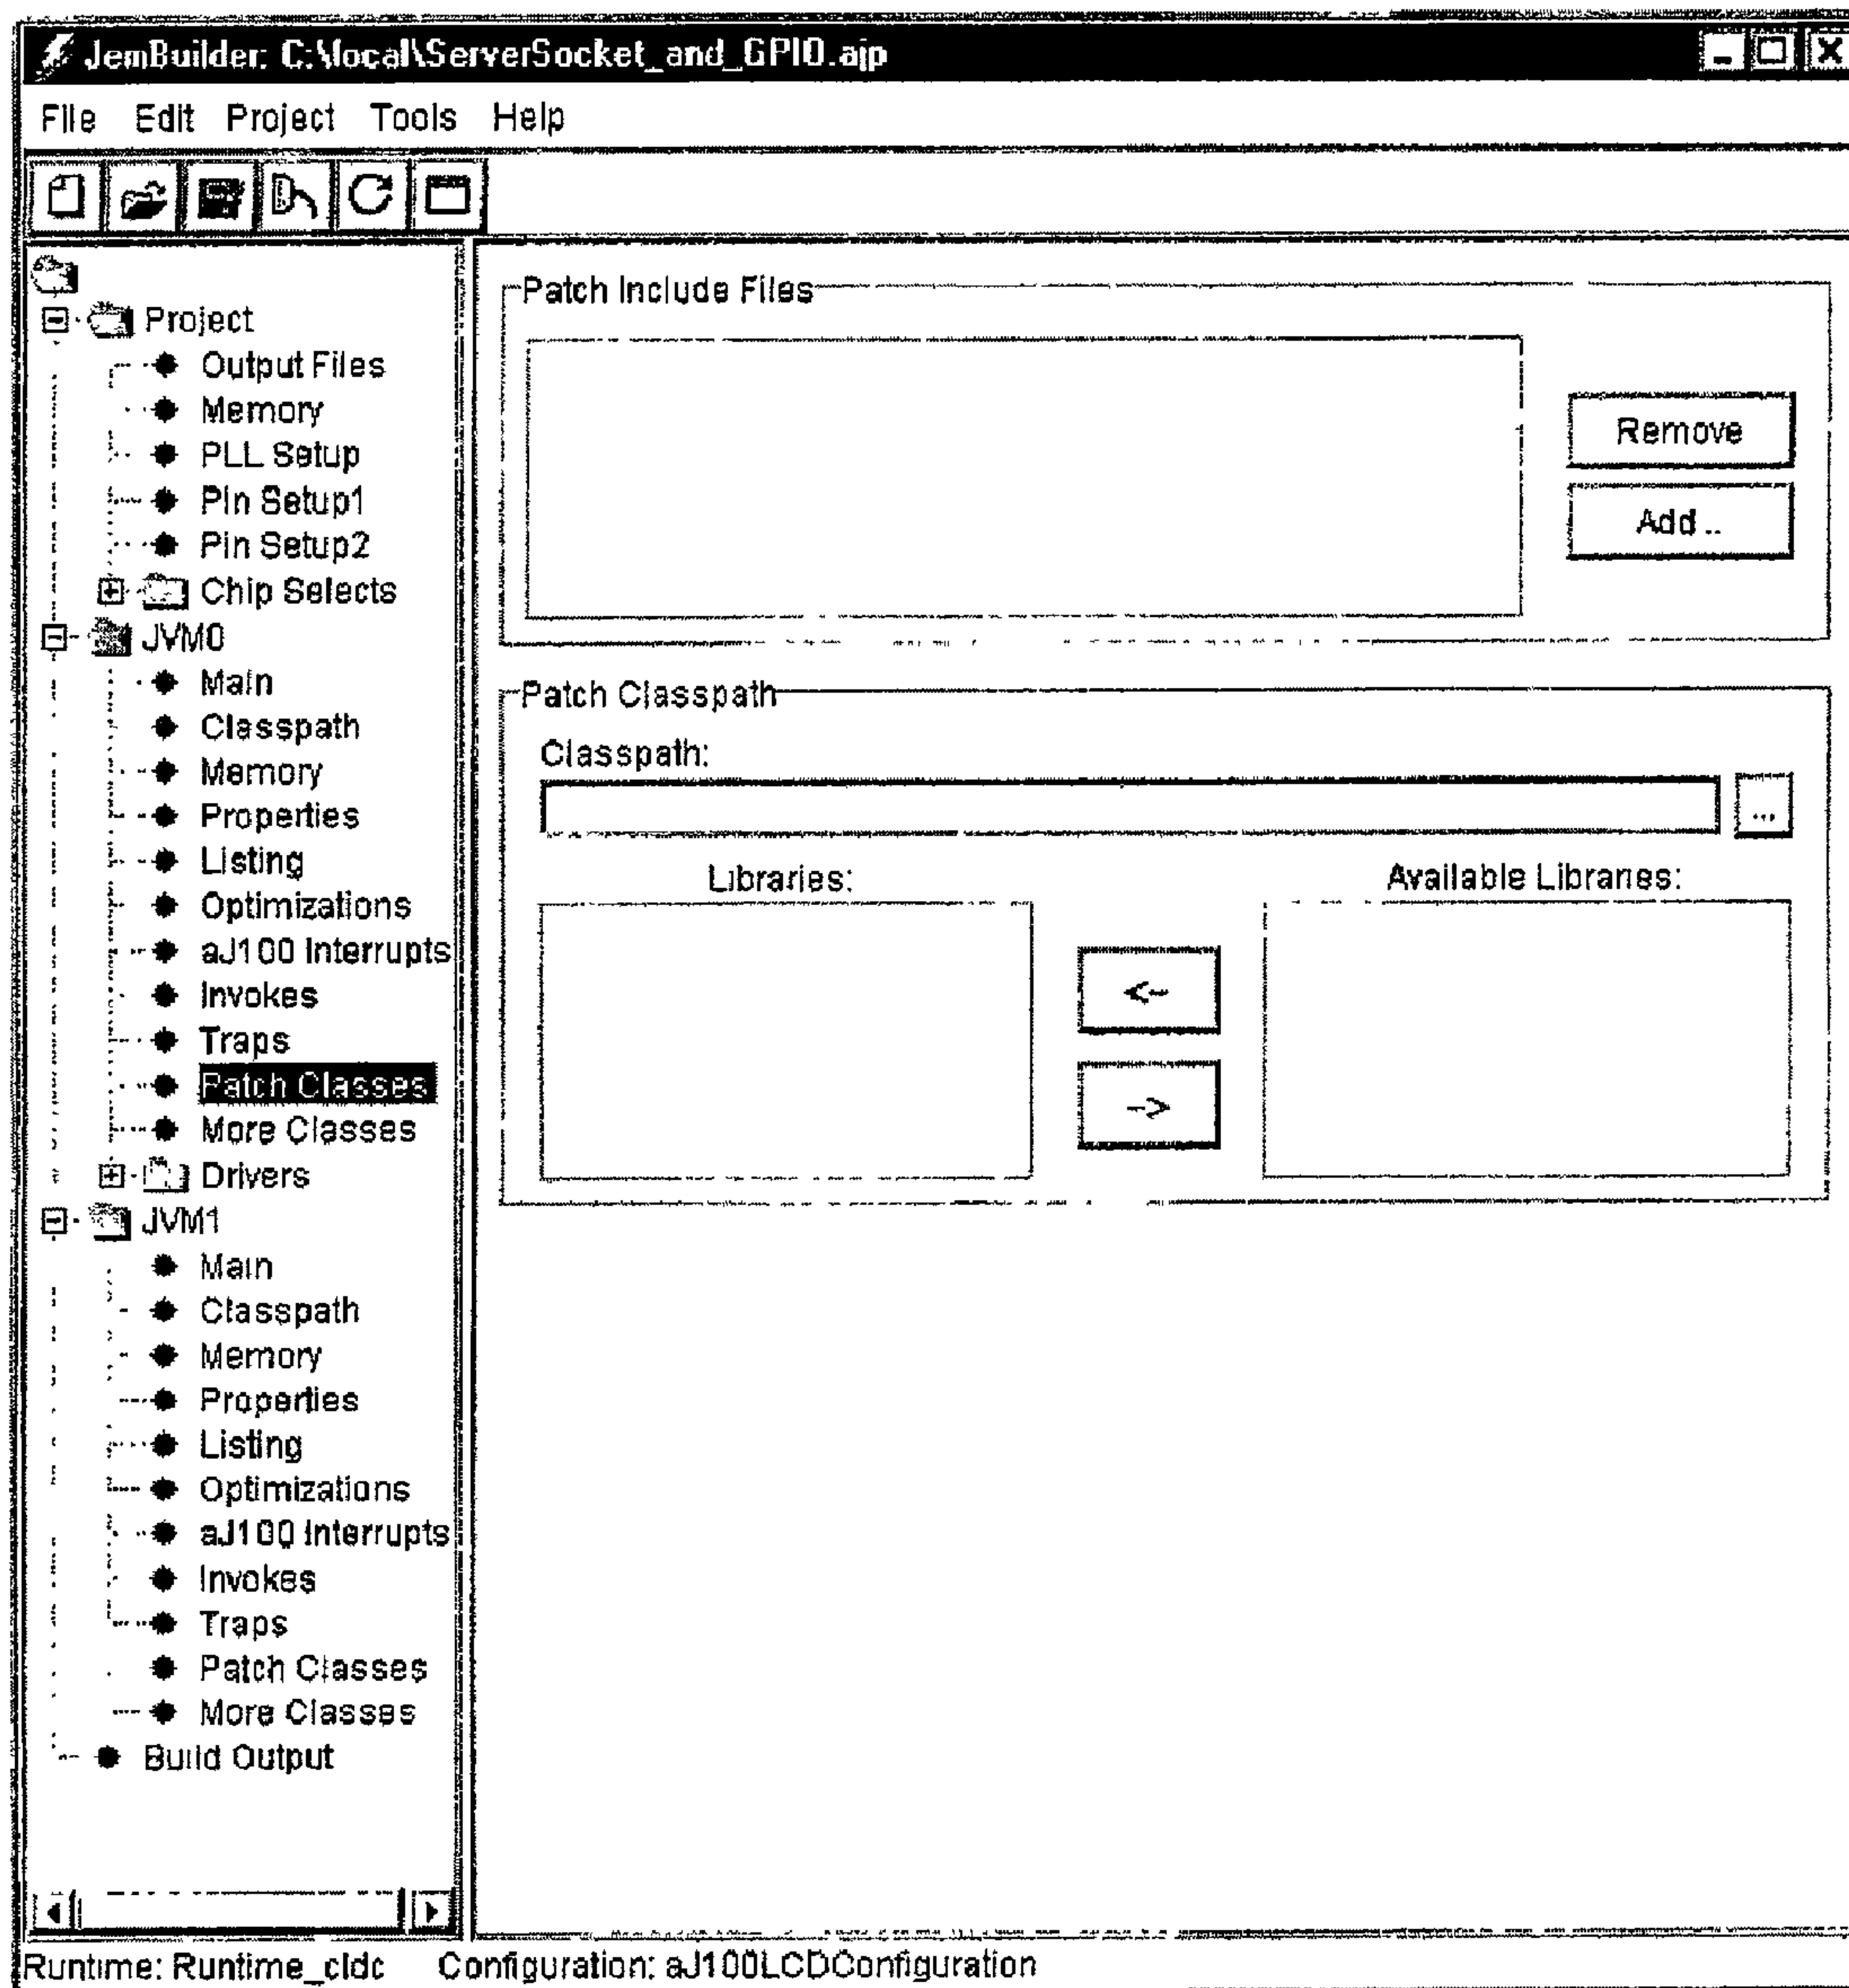 JemBuilder: C:\local\ServerSocket_and_GPIO.ajp
File Edit Project Tools Help
Project
Output Files
Memory
PLL Setup
Pin Setup1
Pin Setup2
Chip Selects
JVM0
Main
Classpath
Memory
Properties
Listing
Optimizations
aJ100 Interrupts
Invokes
Traps
Patch Classes
More Classes
Drivers
JVM1
Main
Classpath
Memory
Properties
Listing
Optimizations
aJ100 Interrupts
Invokes
Traps
Patch Classes
More Classes
Build Output
Patch Include Files
Remove
Add ..
Patch Classpath
Classpath:
...
Libraries:
Available Libraries:
<--
-->
Runtime: Runtime_cldc Configuration: aJ100LCDConfiguration